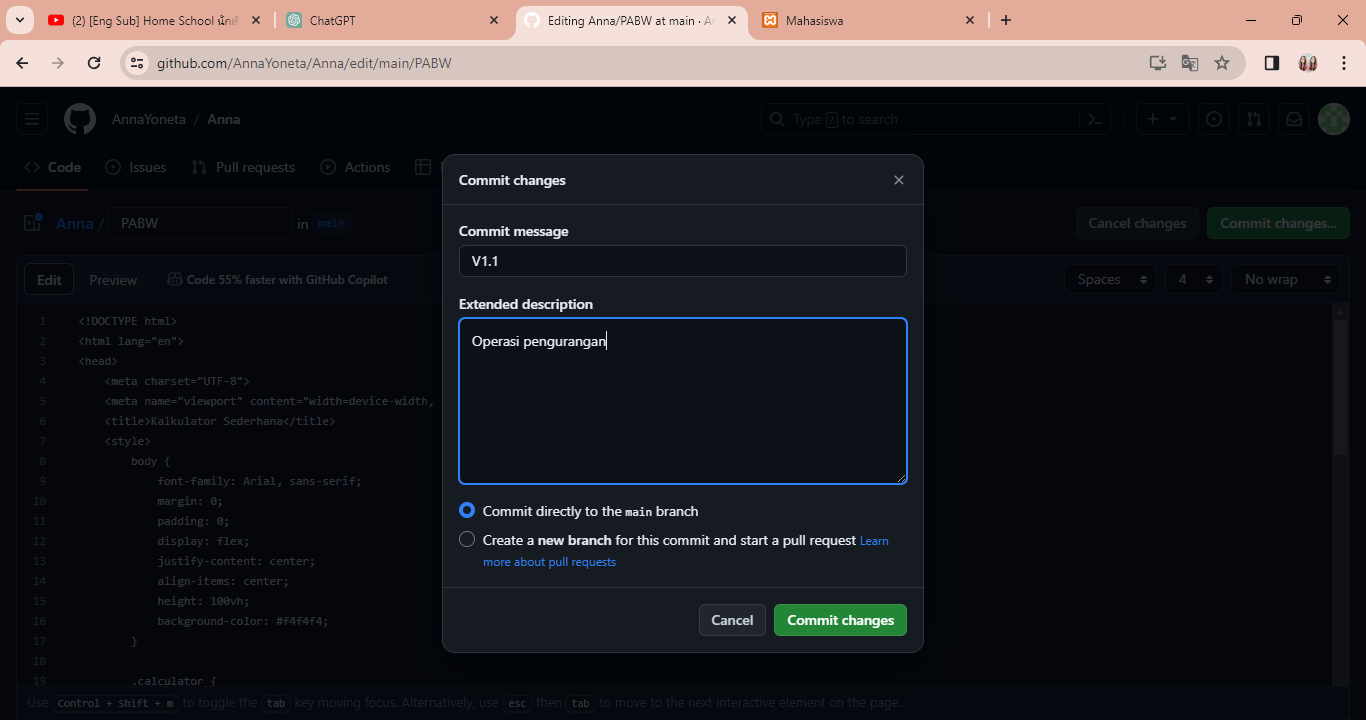 (2) [Eng Sub] Home School
ChatGPT
Editing Anna/PABW at main · A
Mahasiswa
github.com/AnnaYoneta/Anna/edit/main/PABW
AnnaYoneta / Anna
Type / to search
Code
Issues
Pull requests
Actions
Anna / PABW in main
Cancel changes
Commit changes...
Edit
Preview
Code 55% faster with GitHub Copilot
Spaces
4
No wrap
1 <!DOCTYPE html>
2 <html lang="en">
3 <head>
4 <meta charset="UTF-8">
5 <meta name="viewport" content="width=device-width,
6 <title>Kalkulator Sederhana</title>
7 <style>
8 body {
9 font-family: Arial, sans-serif;
10 margin: 0;
11 padding: 0;
12 display: flex;
13 justify-content: center;
14 align-items: center;
15 height: 100vh;
16 background-color: #f4f4f4;
17 }
18
19 .calculator {
Commit changes
Commit message
V1.1
Extended description
Operasi pengurangan
Commit directly to the main branch
Create a new branch for this commit and start a pull request Learn
more about pull requests
Cancel
Commit changes
Use Control + Shift + m to toggle the tab key moving focus. Alternatively, use esc then tab to move to the next interactive element on the page.